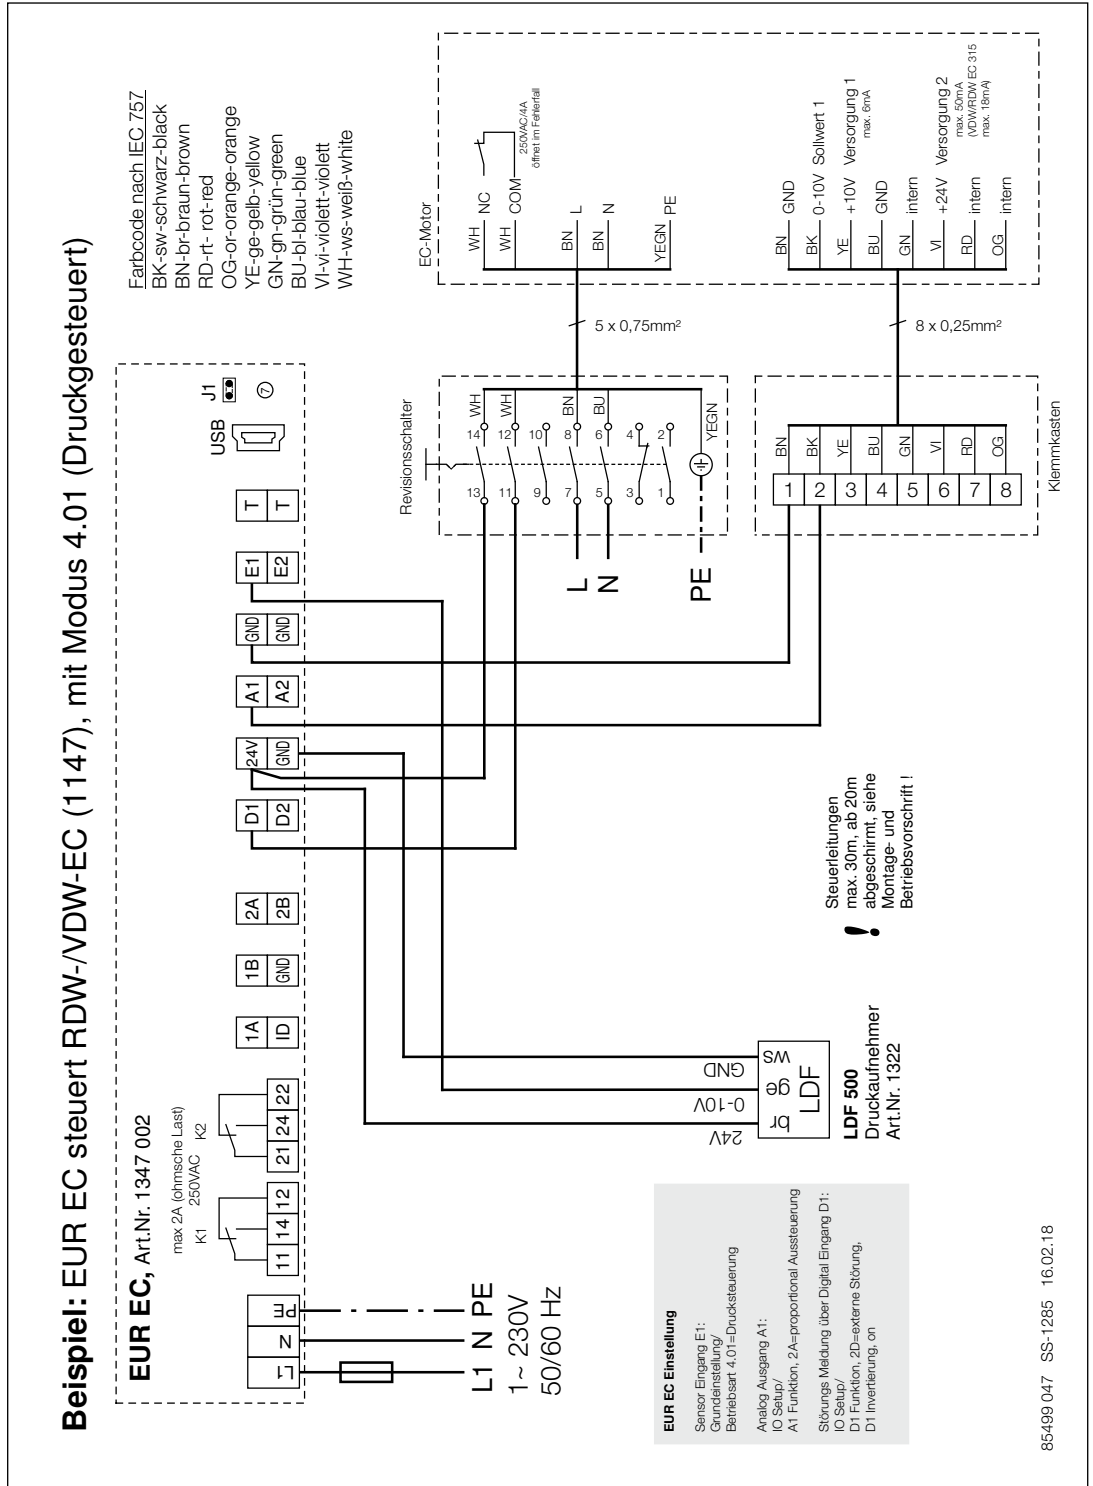 Beispiel: EUR EC steuert RDW-/VDW-EC (1147), mit Modus 4.01 (Druckgesteuert)
EUR EC, Art.Nr. 1347 002
max 2A (ohmsche Last)
250VAC
K1
K2
L1
N
PE
11
14
12
21
24
22
1A
ID
1B
GND
2A
2B
D1
D2
24V
GND
A1
A2
GND
GND
E1
E2
T
T
USB
J1
7
Farbcode nach IEC 757
BK-sw-schwarz-black
BN-br-braun-brown
RD-rt- rot-red
OG-or-orange-orange
YE-ge-gelb-yellow
GN-gn-grün-green
BU-bl-blau-blue
VI-vi-violett-violett
WH-ws-weiß-white
L1 N PE
1~ 230V
50/60 Hz
Revisionsschalter
13
14
WH
11
12
WH
9
10
7
8
BN
5
6
BU
3
4
1
2
YEGN
L
N
PE
EC-Motor
WH
NC
WH
COM
250VAC/4A
öffnet im Fehlerfall
BN
L
BN
N
YEGN
PE
5 x 0,75mm²
8 x 0,25mm²
BN
GND
BK
0-10V Sollwert 1
YE
+10V Versorgung 1
max. 6mA
BU
GND
GN
intern
VI
+24V Versorgung 2
max. 50mA
(VDW/RDW EC 315
max. 18mA)
RD
intern
OG
intern
Klemmkasten
1
BN
2
BK
3
YE
4
BU
5
GN
6
VI
7
RD
8
OG
24V
0-10V
GND
br
ge
ws
LDF
LDF 500
Druckaufnehmer
Art.Nr. 1322
!
Steuerleitungen
max. 30m, ab 20m
abgeschirmt, siehe
Montage- und
Betriebsvorschrift !
EUR EC Einstellung
Sensor Eingang E1:
Grundeinstellung/
Betriebsart 4.01=Drucksteuerung
Analog Ausgang A1:
IO Setup/
A1 Funktion, 2A=proportional Aussteuerung
Störungs Meldung über Digital Eingang D1:
IO Setup/
D1 Funktion, 2D=externe Störung,
D1 Invertierung, on
85499 047 SS-1285 16.02.18